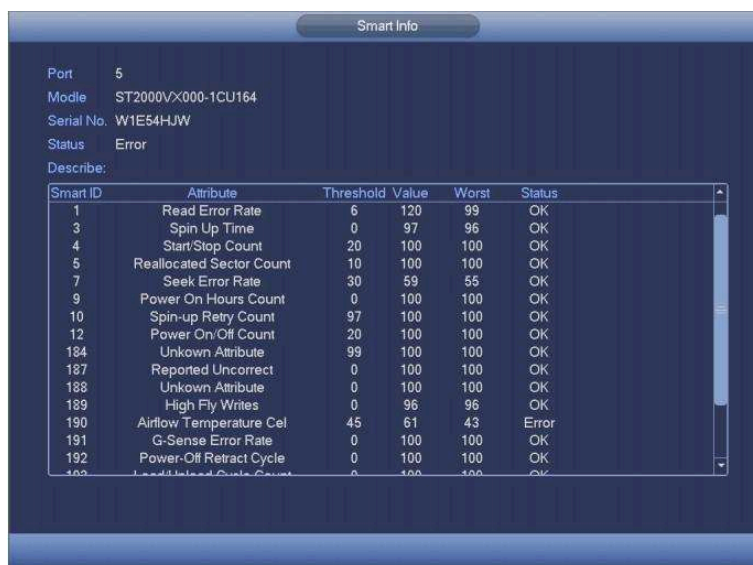 Smart Info
Port 5
Modle ST2000VX000-1CU164
Serial No. W1E54HJW
Status Error
Describe:
Smart ID Attribute Threshold Value Worst Status
1 Read Error Rate 6 120 99 OK
3 Spin Up Time 0 97 96 OK
4 Start/Stop Count 20 100 100 OK
5 Reallocated Sector Count 10 100 100 OK
7 Seek Error Rate 30 59 55 OK
9 Power On Hours Count 0 100 100 OK
10 Spin-up Retry Count 97 100 100 OK
12 Power On/Off Count 20 100 100 OK
184 Unkown Attribute 99 100 100 OK
187 Reported Uncorrect 0 100 100 OK
188 Unkown Attribute 0 100 100 OK
189 High Fly Writes 0 96 96 OK
190 Airflow Temperature Cel 45 61 43 Error
191 G-Sense Error Rate 0 100 100 OK
192 Power-Off Retract Cycle 0 100 100 OK